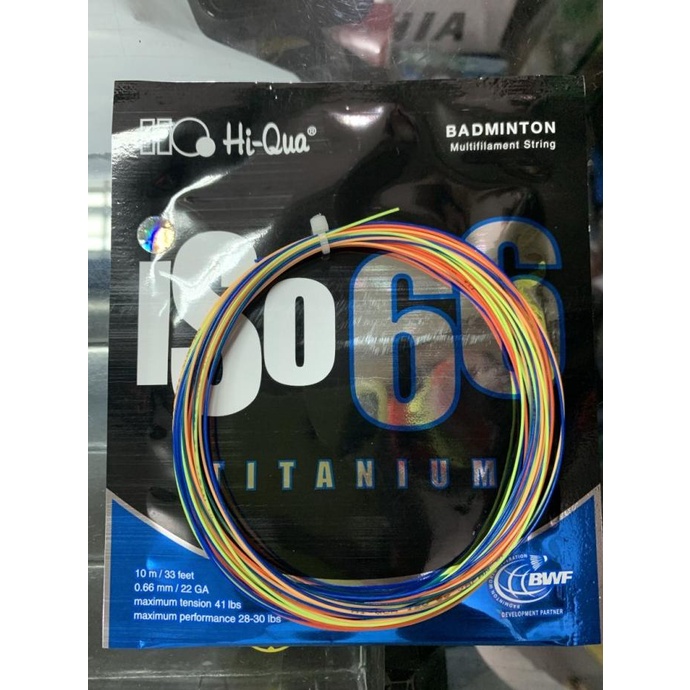 HQ Hi-Qua®
BADMINTON
Multifilament String
iso 66
TITANIUM
10 m / 33 feet
0.66 mm / 22 GA
maximum tension 41 lbs
maximum performance 28-30 lbs
BWF
DEVELOPMENT PARTNER